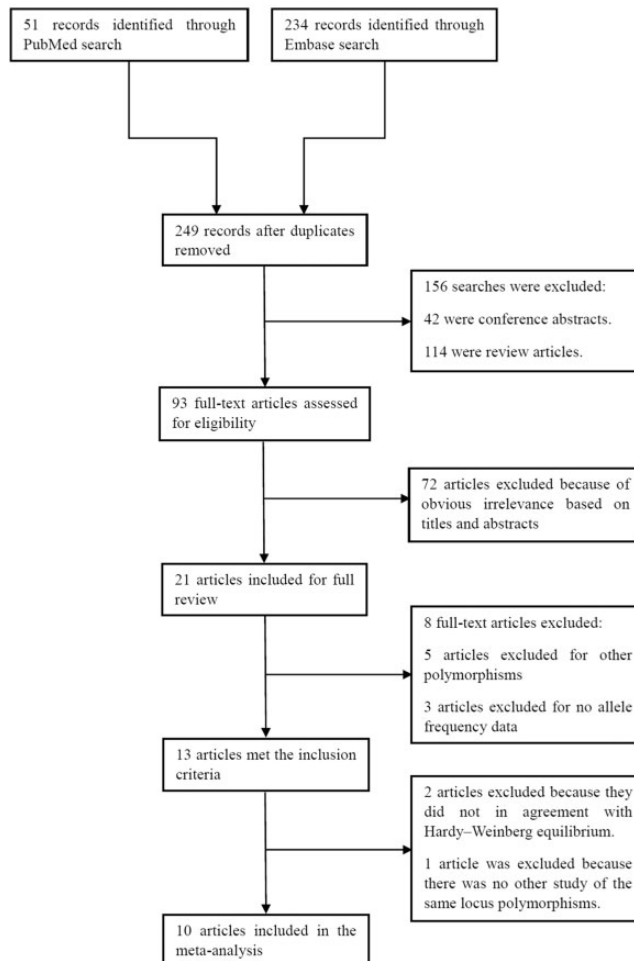 51 records identified through
PubMed search
234 records identified through
Embase search
249 records after duplicates
removed
156 searches were excluded:
42 were conference abstracts.
114 were review articles.
93 full-text articles assessed
for eligibility
72 articles excluded because of
obvious irrelevance based on
titles and abstracts
21 articles included for full
review
8 full-text articles excluded:
5 articles excluded for other
polymorphisms
3 articles excluded for no allele
frequency data
13 articles met the inclusion
criteria
2 articles excluded because they
did not in agreement with
Hardy–Weinberg equilibrium.
1 article was excluded because
there was no other study of the
same locus polymorphisms.
10 articles included in the
meta-analysis